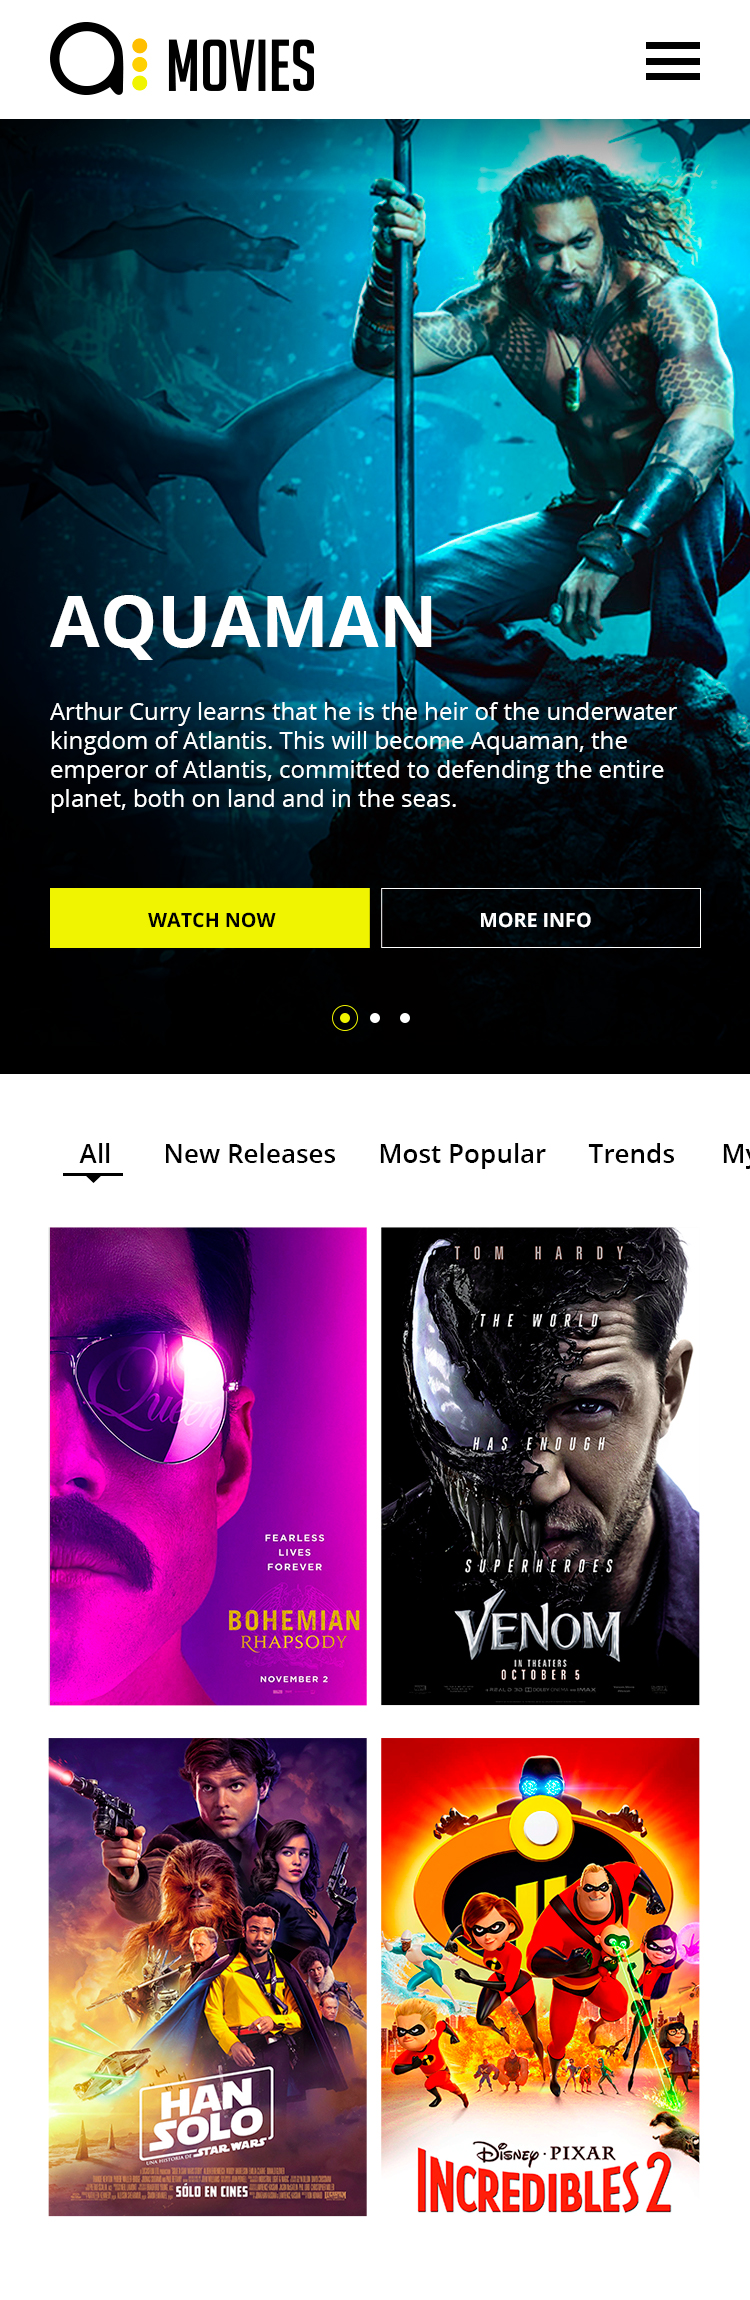 a: MOVIES
AQUAMAN
Arthur Curry learns that he is the heir of the underwater
kingdom of Atlantis. This will become Aquaman, the
emperor of Atlantis, committed to defending the entire
planet, both on land and in the seas.
WATCH NOW
MORE INFO
All
New Releases
Most Popular
Trends
My
Queen
FEARLESS
LIVES
FOREVER
BOHEMIAN
RHAPSODY
NOVEMBER 2
TOM HARDY
THE WORLD
HAS ENOUGH
SUPERHEROES
VENOM
IN THEATERS
OCTOBER 5
HAN
SOLO
UNA HISTORIA DE STAR WARS
SÓLO EN CINES
Disney · PIXAR
INCREDIBLES 2